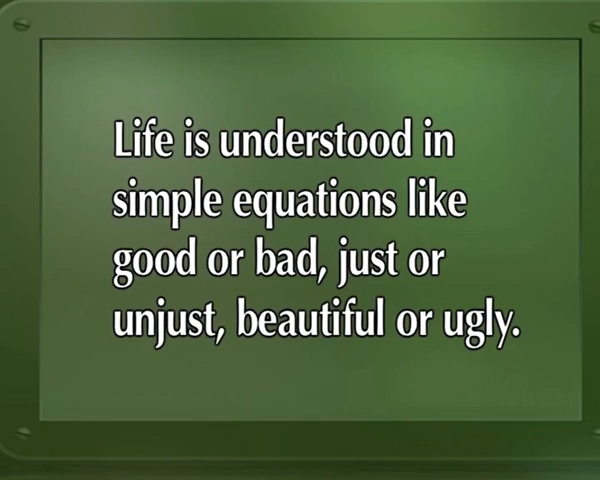 Life is understood in
simple equations like
good or bad, just or
unjust, beautiful or ugly.